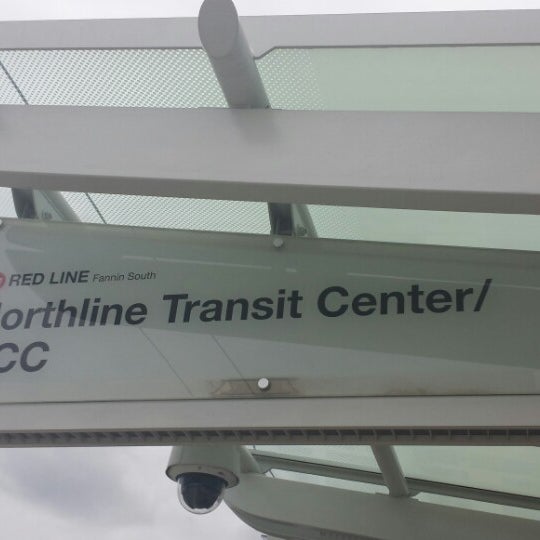 RED LINE Fannin South
orthline Transit Center/
CC